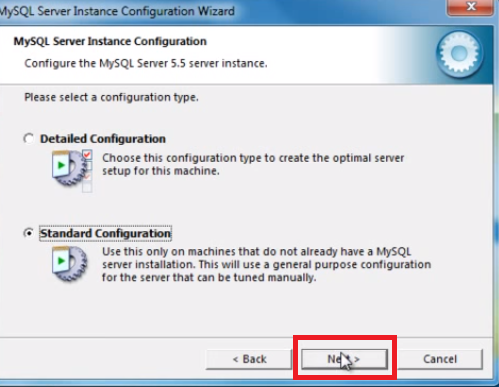 MySQL Server Instance Configuration Wizard
MySQL Server Instance Configuration
Configure the MySQL Server 5.5 server instance.
Please select a configuration type.
Detailed Configuration
Choose this configuration type to create the optimal server
setup for this machine.
Standard Configuration
Use this only on machines that do not already have a MySQL
server installation. This will use a general purpose configuration
for the server that can be tuned manually.
< Back
Next >
Cancel